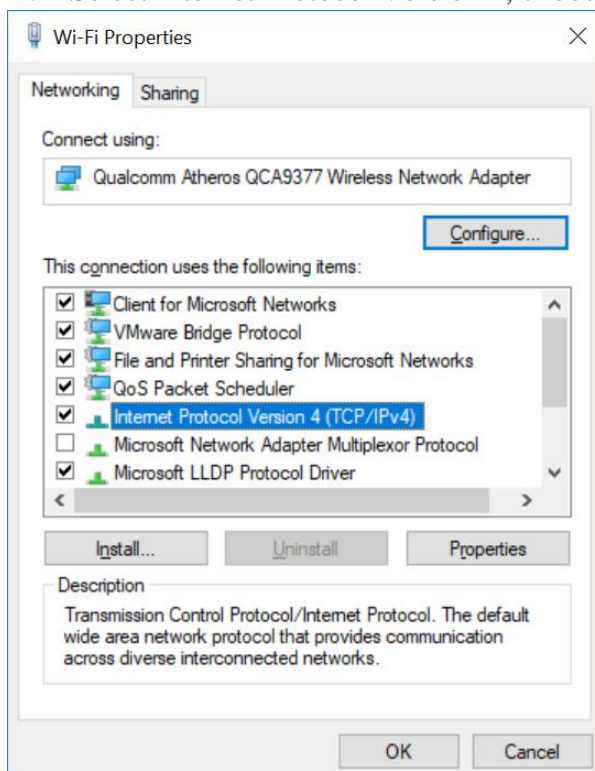 Wi-Fi Properties
Networking Sharing
Connect using:
Qualcomm Atheros QCA9377 Wireless Network Adapter
Configure...
This connection uses the following items:
Client for Microsoft Networks
VMware Bridge Protocol
File and Printer Sharing for Microsoft Networks
QoS Packet Scheduler
Internet Protocol Version 4 (TCP/IPv4)
Microsoft Network Adapter Multiplexor Protocol
Microsoft LLDP Protocol Driver
Install... Uninstall Properties
Description
Transmission Control Protocol/Internet Protocol. The default
wide area network protocol that provides communication
across diverse interconnected networks.
OK Cancel